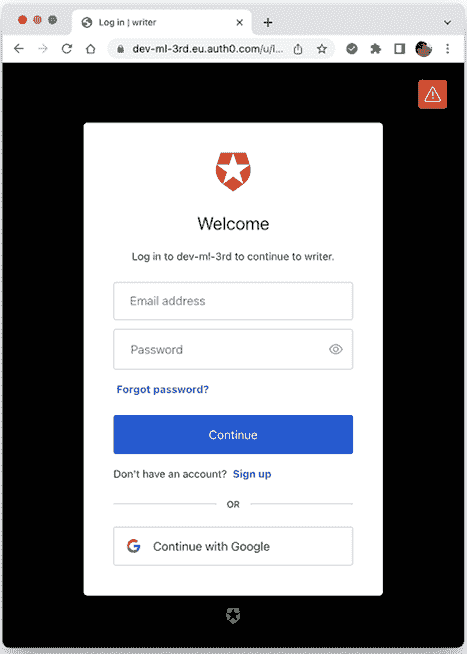 Log in | writer
dev-ml-3rd.eu.auth0.com/u/l...
Welcome
Log in to dev-ml-3rd to continue to writer.
Email address
Password
Forgot password?
Continue
Don't have an account? Sign up
OR
Continue with Google